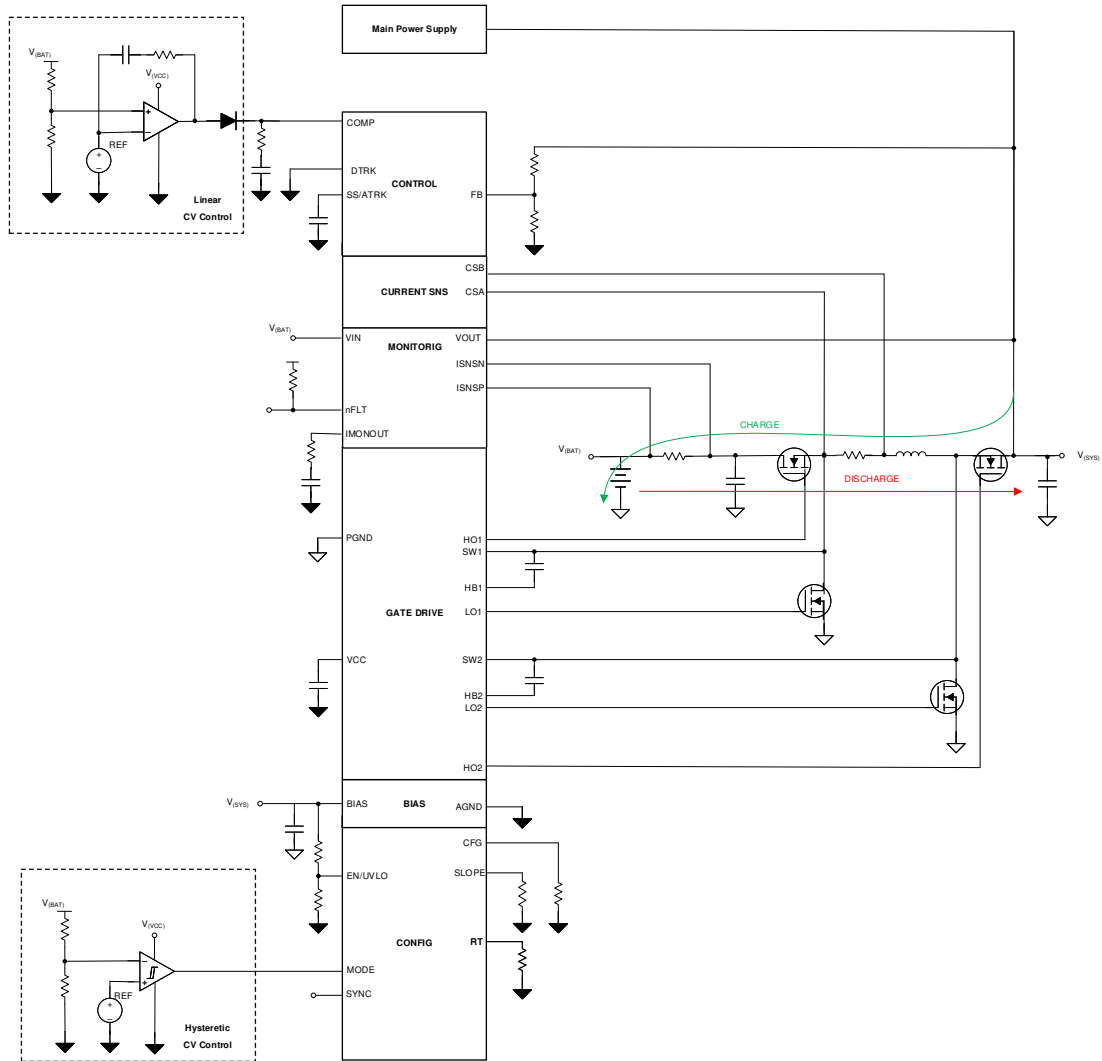 Main Power Supply
V(BAT)
V(VCC)
+
−
REF
+
−
Linear
CV Control
COMP
DTRK
SS/ATRK
CONTROL
FB
CSB
CURRENT SNS
CSA
V(BAT)
VIN
MONITORIG
VOUT
ISNSN
ISNSP
nFLT
IMONOUT
CHARGE
V(BAT)
V(SYS)
DISCHARGE
PGND
HO1
SW1
HB1
GATE DRIVE
LO1
VCC
SW2
HB2
LO2
HO2
V(SYS)
BIAS
BIAS
AGND
CFG
EN/UVLO
SLOPE
CONFIG
RT
MODE
SYNC
V(BAT)
V(VCC)
−
+
REF
+
−
Hysteretic
CV Control